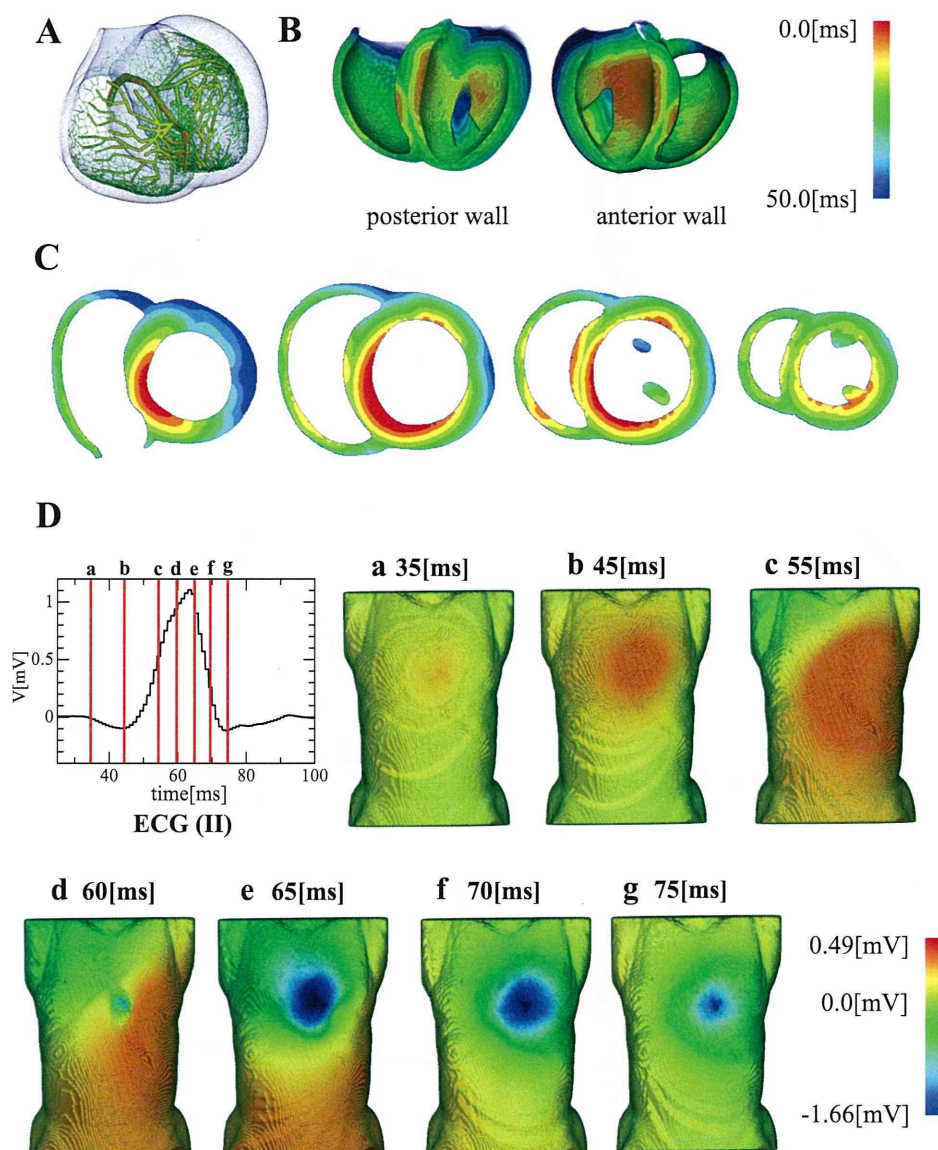 A
B
0.0[ms]
50.0[ms]
posterior wall
anterior wall
C
D
a b c d e f g
1
0.5
0
V[mV]
40 60 80 100
time[ms]
ECG (II)
a 35[ms]
b 45[ms]
c 55[ms]
d 60[ms]
e 65[ms]
f 70[ms]
g 75[ms]
0.49[mV]
0.0[mV]
-1.66[mV]